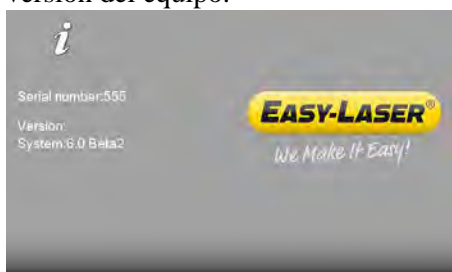 versión del equipo.
i
Serial number:555
Version:
System:6.0 Beta2
EASY-LASER®
We Make It Easy!